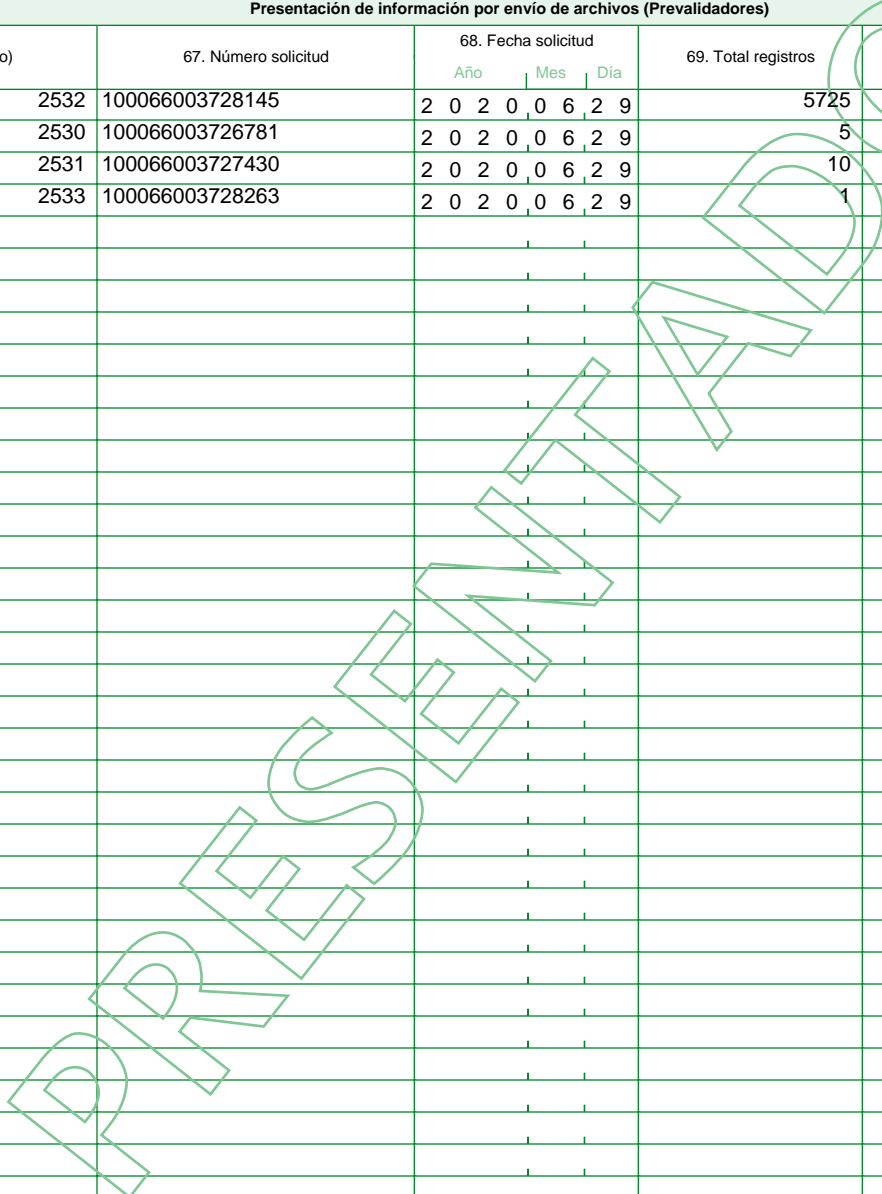 Presentación de información por envío de archivos (Prevalidadores)
o) 67. Número solicitud 68. Fecha solicitud 69. Total registros
Año Mes Día
2532 100066003728145 2 0 2 0 0 6 2 9 5725
2530 100066003726781 2 0 2 0 0 6 2 9 5
2531 100066003727430 2 0 2 0 0 6 2 9 10
2533 100066003728263 2 0 2 0 0 6 2 9 1
PRESENTADO